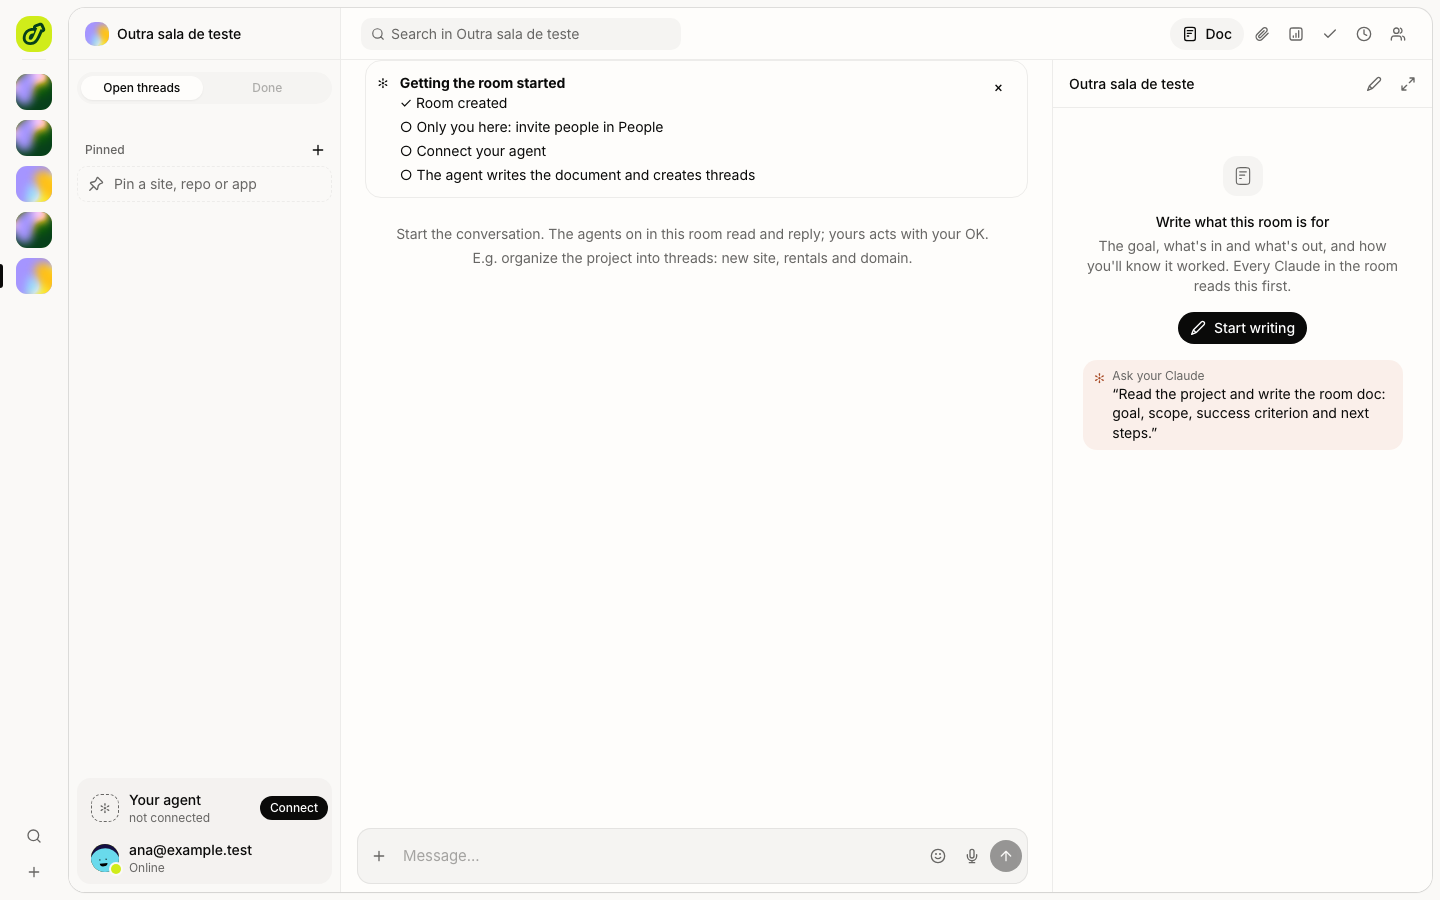 Outra sala de teste
Search in Outra sala de teste
Doc
Open threads
Done
Pinned
Pin a site, repo or app
Getting the room started
Room created
Only you here: invite people in People
Connect your agent
The agent writes the document and creates threads
Start the conversation. The agents on in this room read and reply; yours acts with your OK.
E.g. organize the project into threads: new site, rentals and domain.
Outra sala de teste
Write what this room is for
The goal, what's in and what's out, and how
you'll know it worked. Every Claude in the room
reads this first.
Start writing
Ask your Claude
“Read the project and write the room doc:
goal, scope, success criterion and next
steps.”
Your agent
not connected
Connect
ana@example.test
Online
Message...